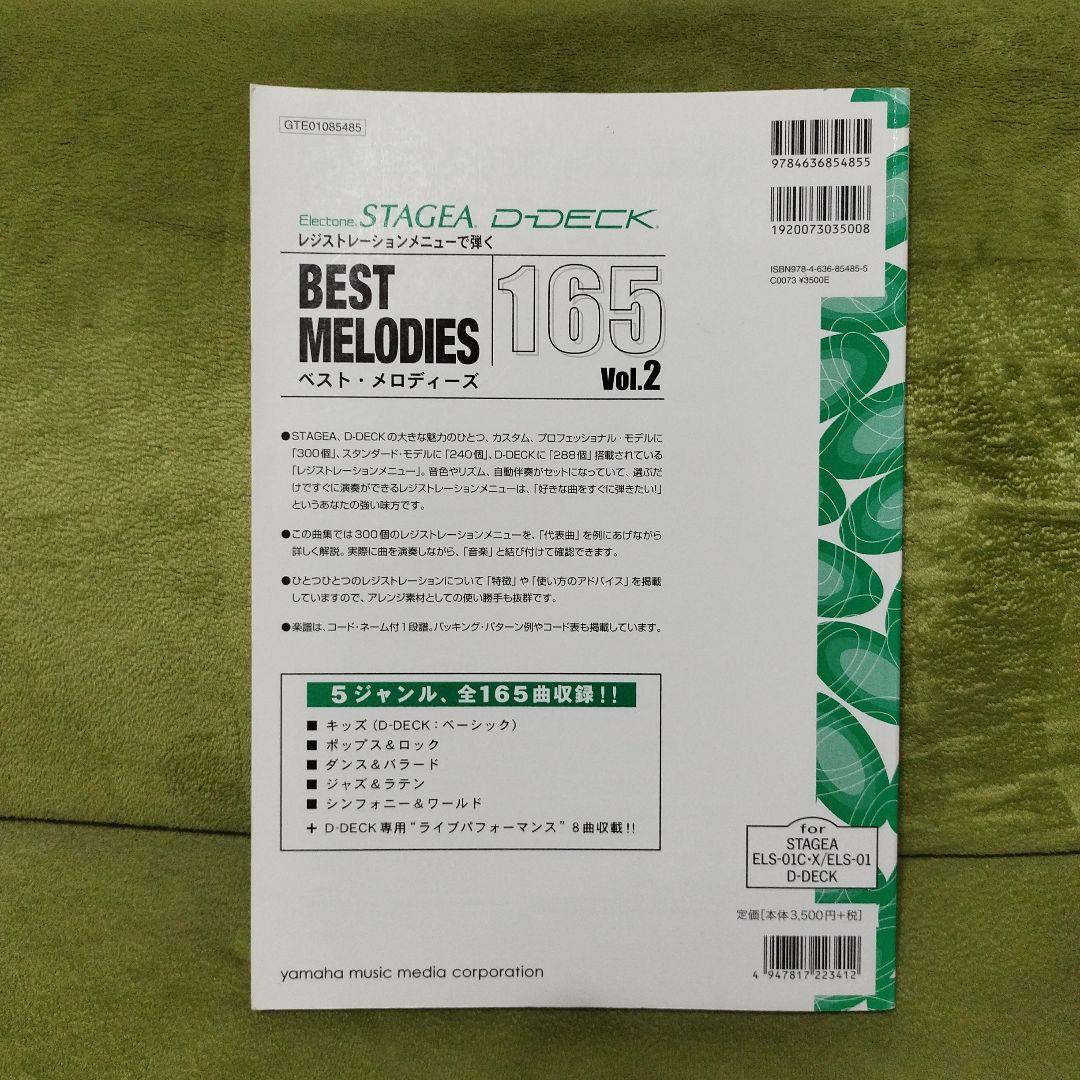 GTE01085485
9784636854855
1920073035008
ISBN978-4-636-85485-5
C0073 ¥3500E
Electone® STAGEA® D-DECK®
レジストレーションメニューで弾く
BEST
MELODIES
165
ベスト・メロディーズ
Vol.2
●STAGEA、D-DECKの大きな魅力のひとつ、カスタム、プロフェッショナル・モデルに
「300個」、スタンダード・モデルに「240個」、D-DECKに「288個」搭載されている
「レジストレーションメニュー」。音色やリズム、自動伴奏がセットになっていて、選ぶだ
けですぐに演奏ができるレジストレーションメニューは、「好きな曲をすぐに弾きたい!」
というあなたの強い味方です。
●この曲集では300個のレジストレーションメニューを、「代表曲」を例にあげながら
詳しく解説。実際に曲を演奏しながら、「音楽」と結び付けて確認できます。
●ひとつひとつのレジストレーションについて「特徴」や「使い方のアドバイス」を掲載
していますので、アレンジ素材としての使い勝手も抜群です。
●楽譜は、コード・ネーム付1段譜。バッキング・パターン例やコード表も掲載しています。
5ジャンル、全165曲収録!!
■ キッズ(D-DECK:ベーシック)
■ ポップス&ロック
■ ダンス&バラード
■ ジャズ&ラテン
■ シンフォニー&ワールド
+ D-DECK専用“ライブパフォーマンス”8曲収載!!
for
STAGEA
ELS-01C・X/ELS-01
D-DECK
定価[本体3,500円+税]
4 947817 223412
yamaha music media corporation